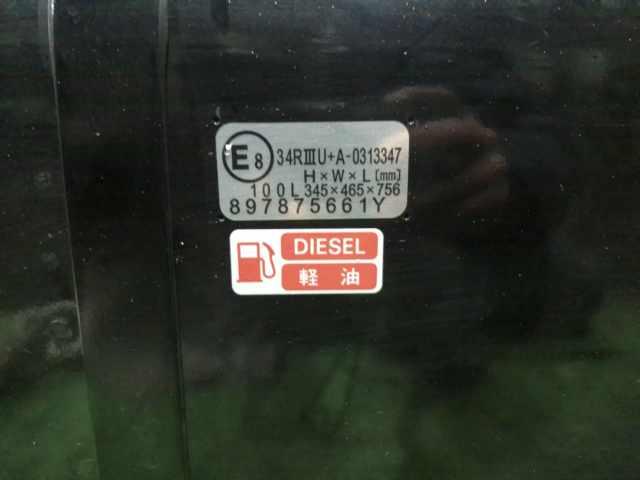 E8 34RⅢU+A-0313347
H×W×L[mm]
100L 345×465×756
897875661Y
DIESEL
軽油